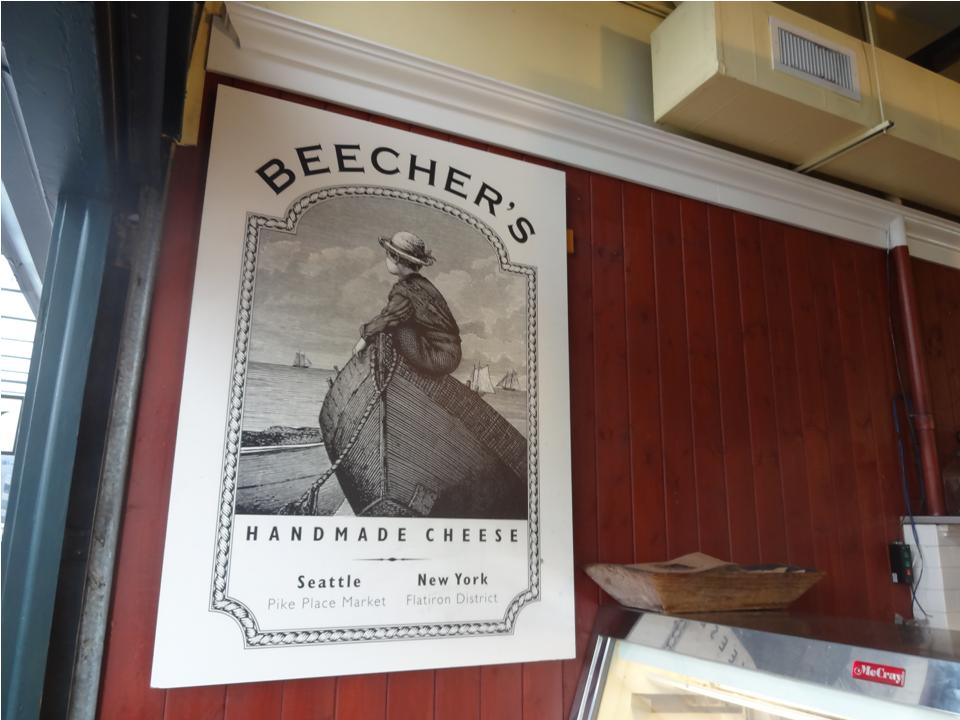 BEECHER'S
HANDMADE CHEESE
Seattle
Pike Place Market
New York
Flatiron District
McCray